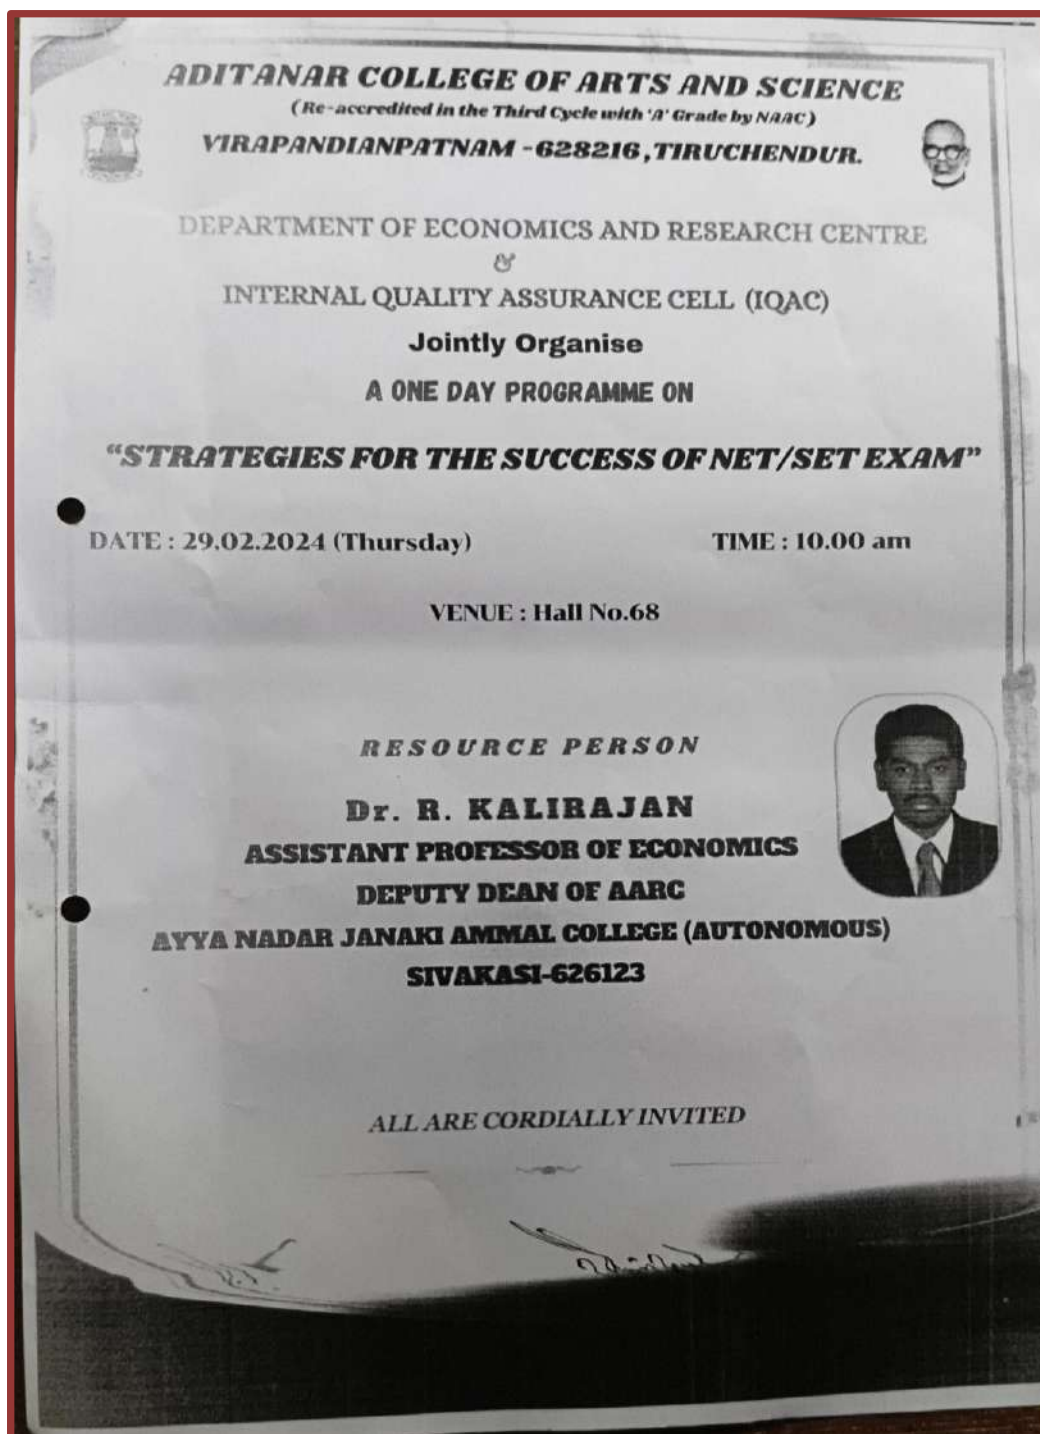 ADITANAR COLLEGE OF ARTS AND SCIENCE
(Re-accredited in the Third Cycle with 'A' Grade by NAAC)
VIRAPANDIANPATNAM -628216,TIRUCHENDUR.
DEPARTMENT OF ECONOMICS AND RESEARCH CENTRE
&
INTERNAL QUALITY ASSURANCE CELL (IQAC)
Jointly Organise
A ONE DAY PROGRAMME ON
“STRATEGIES FOR THE SUCCESS OF NET/SET EXAM”
DATE : 29.02.2024 (Thursday) TIME : 10.00 am
VENUE : Hall No.68
RESOURCE PERSON
Dr. R. KALIRAJAN
ASSISTANT PROFESSOR OF ECONOMICS
DEPUTY DEAN OF AARC
AYYA NADAR JANAKI AMMAL COLLEGE (AUTONOMOUS)
SIVAKASI-626123
ALL ARE CORDIALLY INVITED